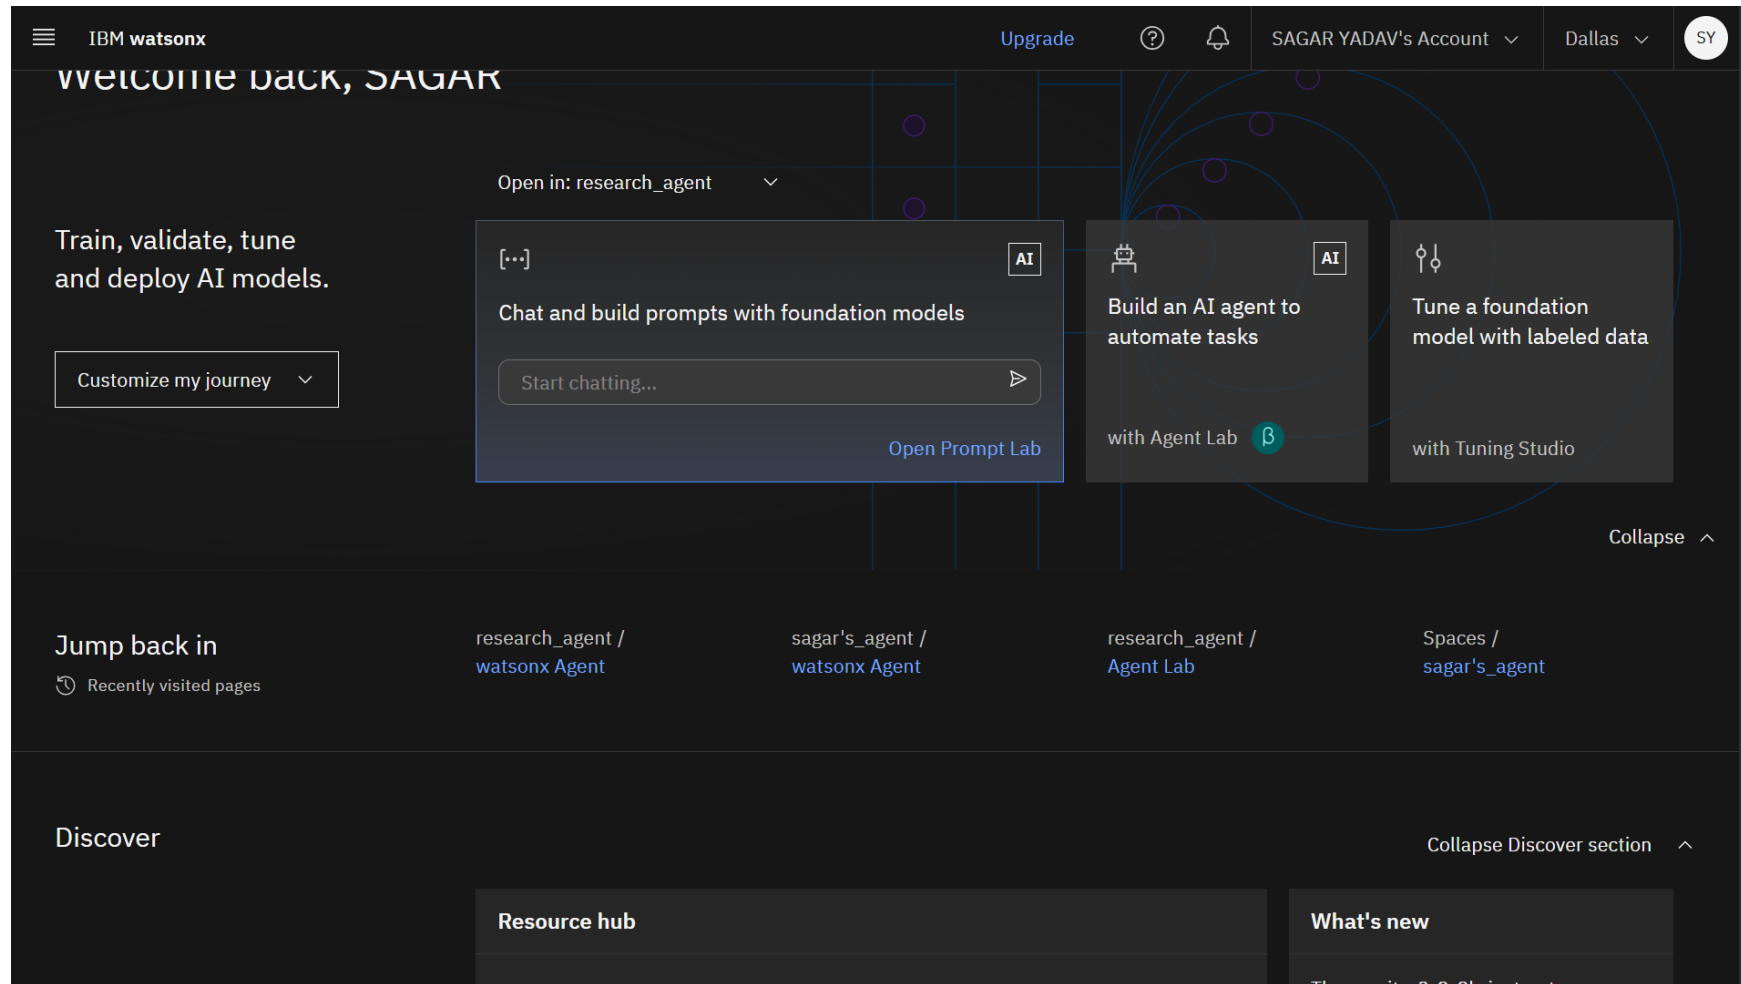 IBM watsonx
Upgrade
SAGAR YADAV's Account
Dallas
SY
Welcome back, SAGAR
Open in: research_agent
Train, validate, tune
and deploy AI models.
Customize my journey
AI
Chat and build prompts with foundation models
Start chatting...
Open Prompt Lab
AI
Build an AI agent to
automate tasks
with Agent Lab β
Tune a foundation
model with labeled data
with Tuning Studio
Collapse
Jump back in
Recently visited pages
research_agent /
watsonx Agent
sagar's_agent /
watsonx Agent
research_agent /
Agent Lab
Spaces /
sagar's_agent
Discover
Collapse Discover section
Resource hub
What's new